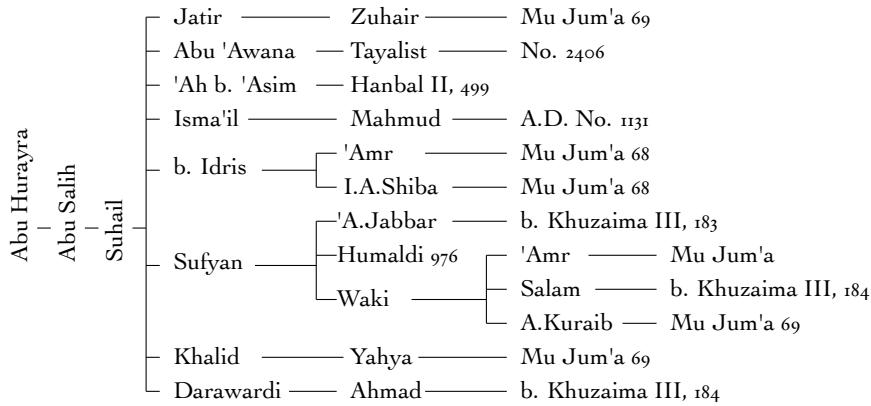 Jatir Zuhair Mu Jum'a 69
Abu 'Awana Tayalist No. 2406
'Ah b. 'Asim Hanbal II, 499
Isma'il Mahmud A.D. No. 1131
b. Idris
'Amr Mu Jum'a 68
I.A.Shiba Mu Jum'a 68
Abu Hurayra
Abu Salih
Suhail
Sufyan
'A.Jabbar b. Khuzaima III, 183
Humaldi 976
Waki
'Amr Mu Jum'a
Salam b. Khuzaima III, 184
A.Kuraib Mu Jum'a 69
Khalid Yahya Mu Jum'a 69
Darawardi Ahmad b. Khuzaima III, 184